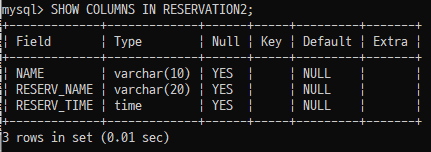 mysql> SHOW COLUMNS IN RESERVATION2;
+-------------+-------------+------+-----+---------+-------+
| Field       | Type        | Null | Key | Default | Extra |
+-------------+-------------+------+-----+---------+-------+
| NAME        | varchar(10) | YES  |     | NULL    |       |
| RESERV_NAME | varchar(20) | YES  |     | NULL    |       |
| RESERV_TIME | time        | YES  |     | NULL    |       |
+-------------+-------------+------+-----+---------+-------+
3 rows in set (0.01 sec)